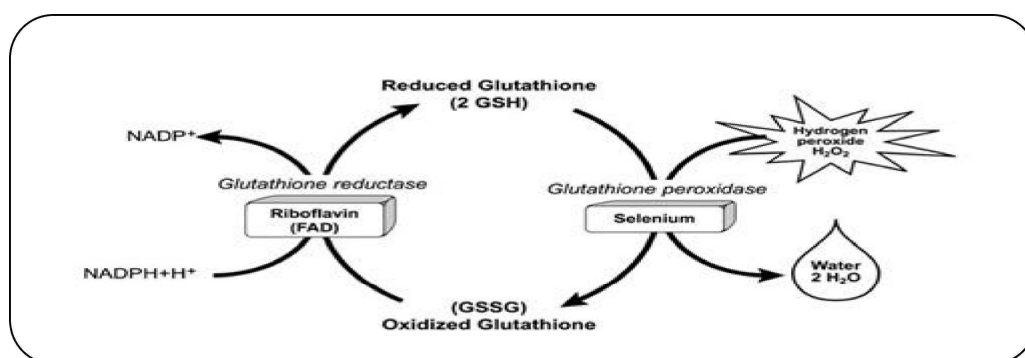 Reduced Glutathione
(2 GSH)
NADP⁺
Hydrogen
peroxide
H₂O₂
Glutathione reductase
Glutathione peroxidase
Riboflavin
(FAD)
Selenium
NADPH+H⁺
Water
2 H₂O
(GSSG)
Oxidized Glutathione